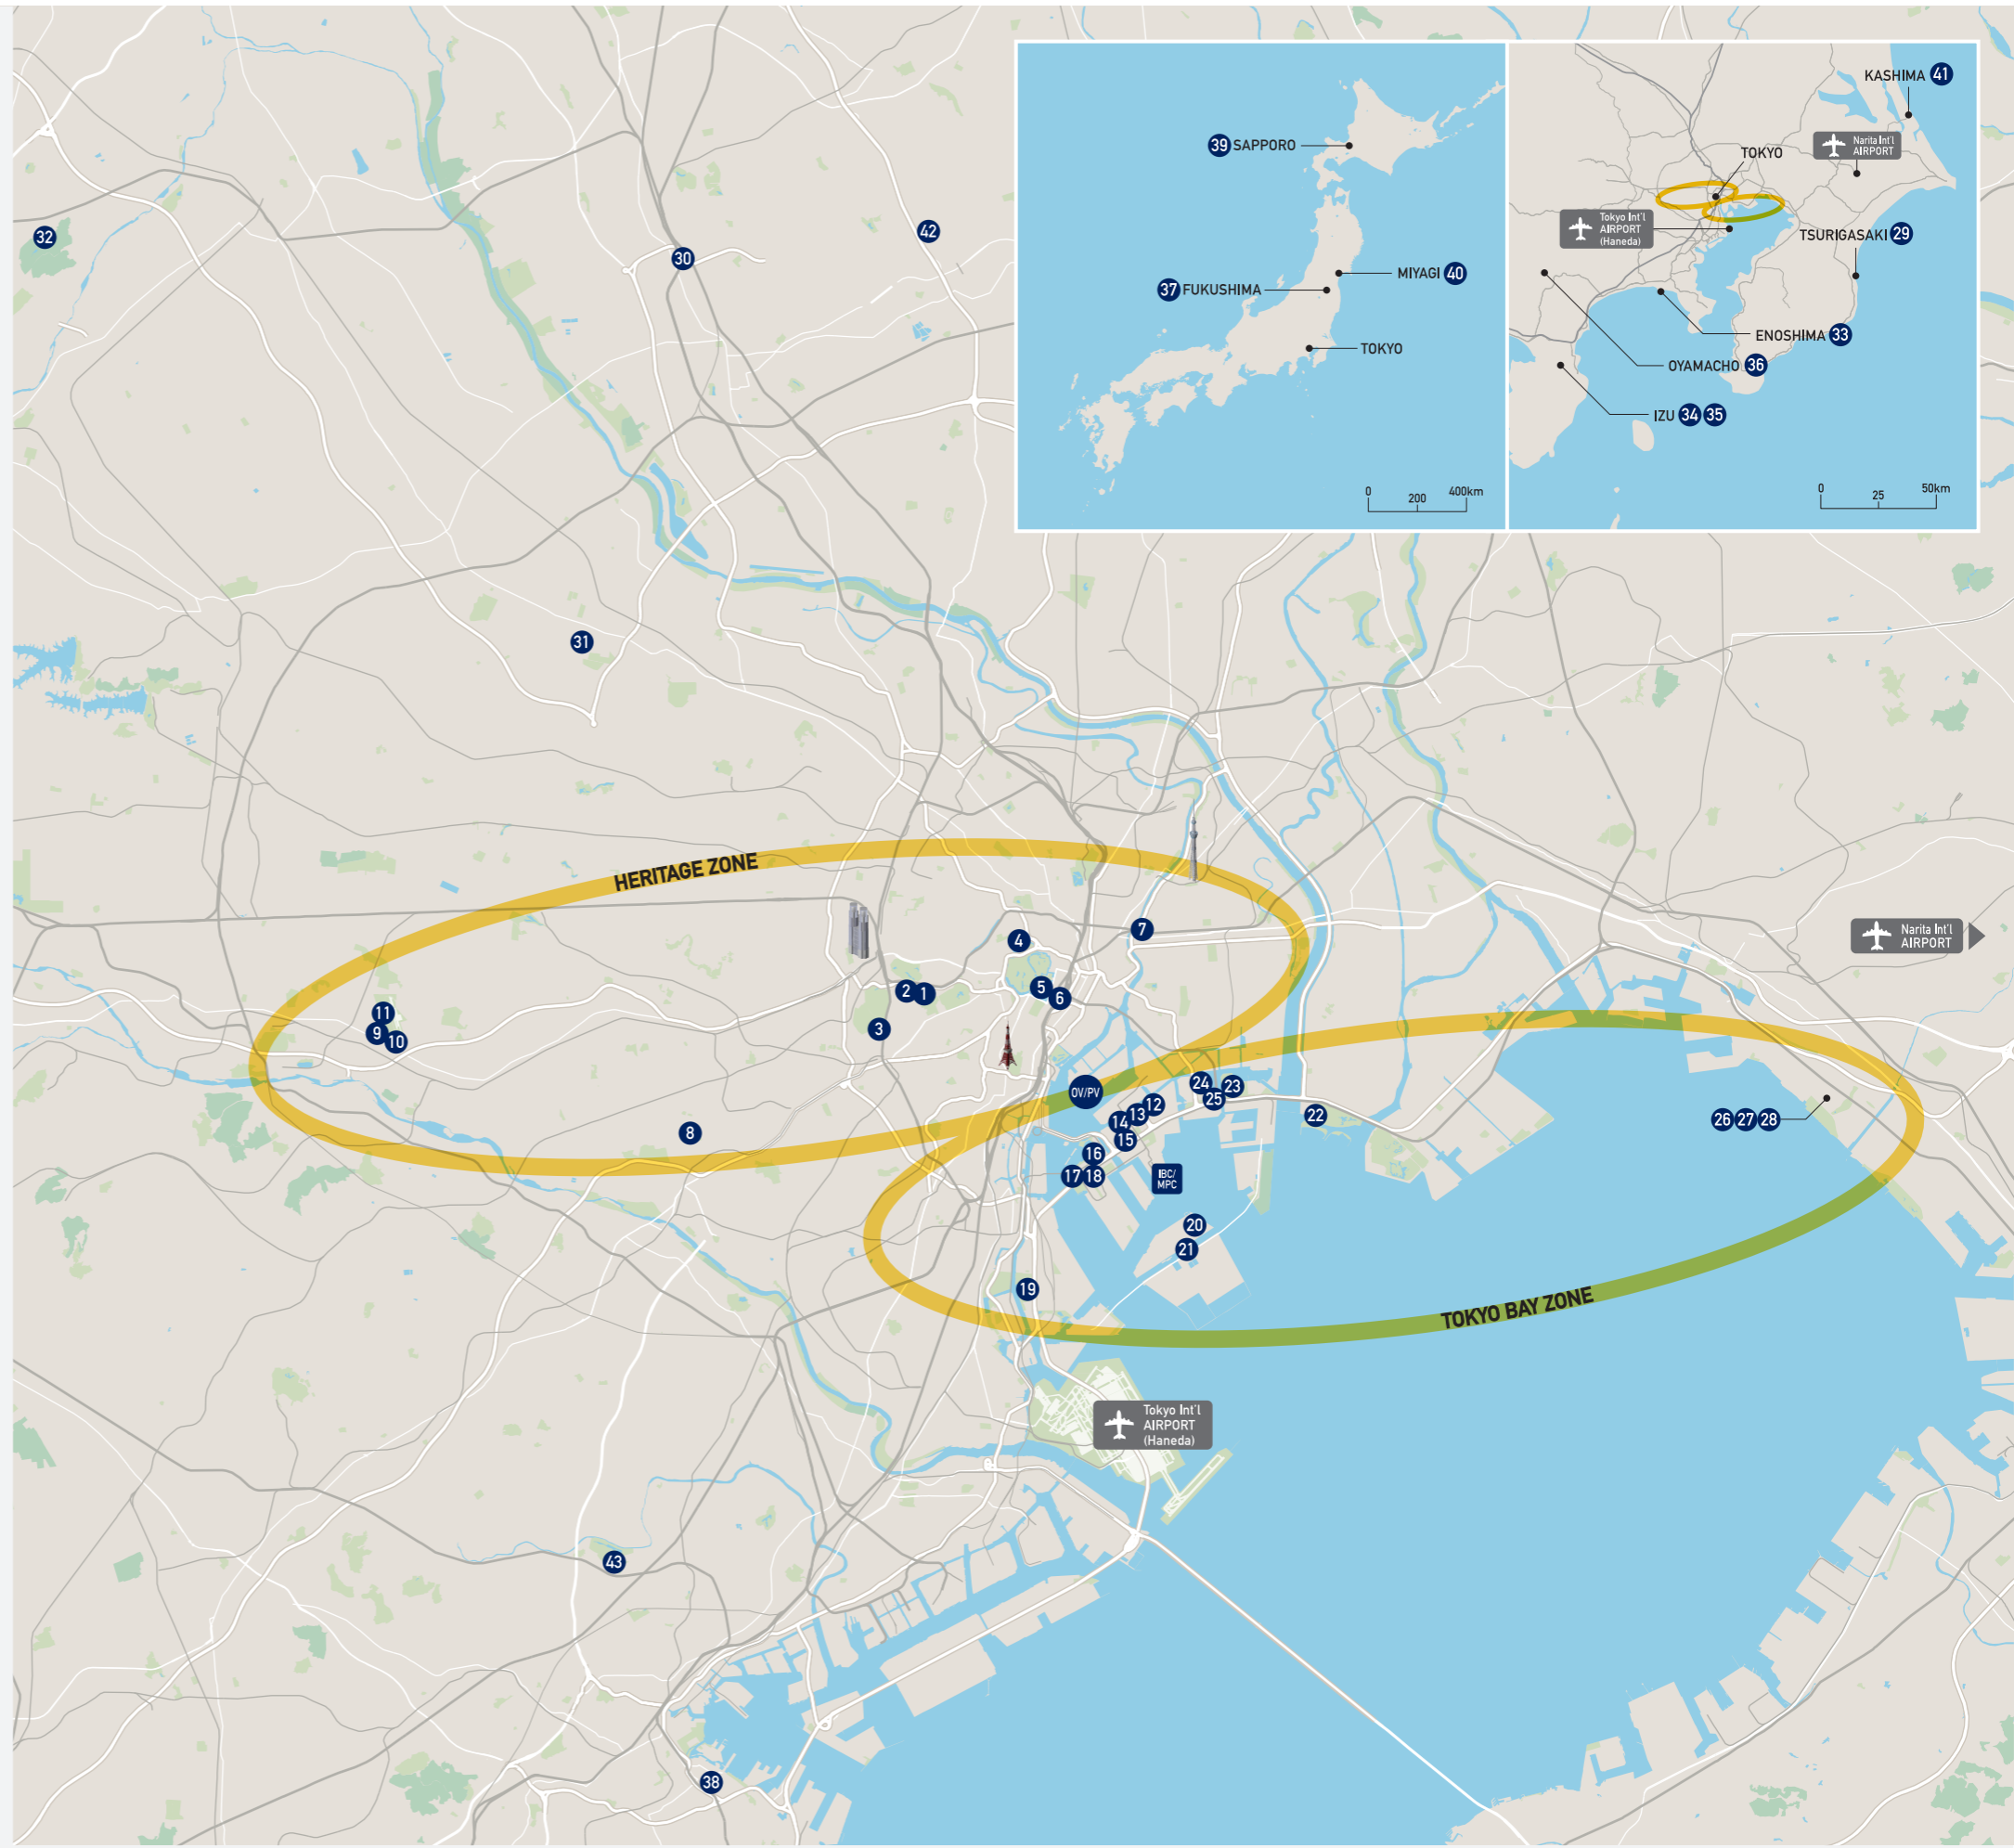 39 SAPPORO
MIYAGI 40
37 FUKUSHIMA
TOKYO
0 200 400km
KASHIMA 41
Narita Int'l
AIRPORT
TOKYO
Tokyo Int'l
AIRPORT
(Haneda)
TSURIGASAKI 29
ENOSHIMA 33
OYAMACHO 36
IZU 34 35
0 25 50km
32
30
42
31
HERITAGE ZONE
7
4
Narita Int'l
AIRPORT
5
6
2
1
3
11
9
10
OV/PV
24
23
25
12
13
14
15
22
26 27 28
8
16
17 18
IBC/
MPC
20
21
19
TOKYO BAY ZONE
Tokyo Int'l
AIRPORT
(Haneda)
43
38